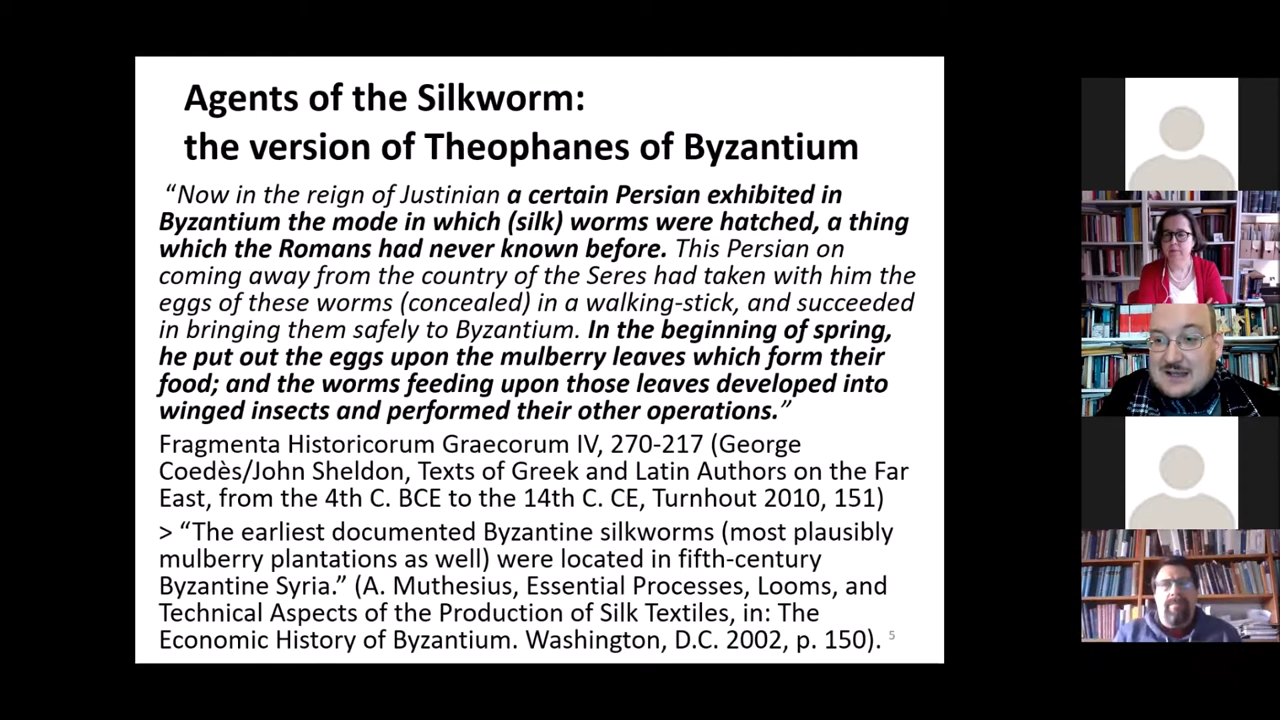 Agents of the Silkworm:
the version of Theophanes of Byzantium
“Now in the reign of Justinian a certain Persian exhibited in
Byzantium the mode in which (silk) worms were hatched, a thing
which the Romans had never known before. This Persian on
coming away from the country of the Seres had taken with him the
eggs of these worms (concealed) in a walking-stick, and succeeded
in bringing them safely to Byzantium. In the beginning of spring,
he put out the eggs upon the mulberry leaves which form their
food; and the worms feeding upon those leaves developed into
winged insects and performed their other operations.”
Fragmenta Historicorum Graecorum IV, 270-217 (George
Coedès/John Sheldon, Texts of Greek and Latin Authors on the Far
East, from the 4th C. BCE to the 14th C. CE, Turnhout 2010, 151)
> “The earliest documented Byzantine silkworms (most plausibly
mulberry plantations as well) were located in fifth-century
Byzantine Syria.” (A. Muthesius, Essential Processes, Looms, and
Technical Aspects of the Production of Silk Textiles, in: The
Economic History of Byzantium. Washington, D.C. 2002, p. 150).
5